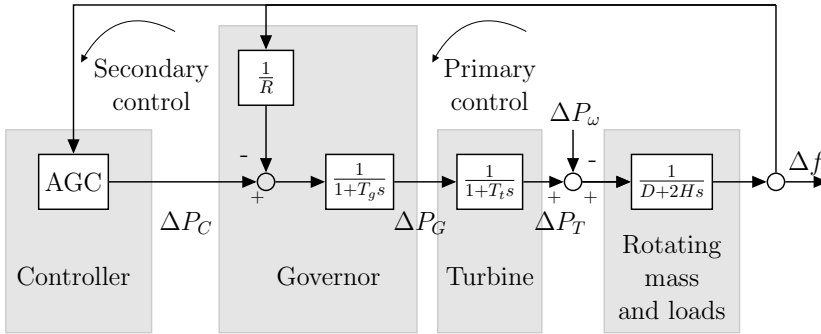 Secondary
control
1
R
Primary
control
ΔP_ω
-
-
Δf
AGC
1
1+T_g s
1
1+T_t s
1
D+2Hs
+
+
+
ΔP_C
ΔP_G
ΔP_T
Controller
Governor
Turbine
Rotating
mass
and loads